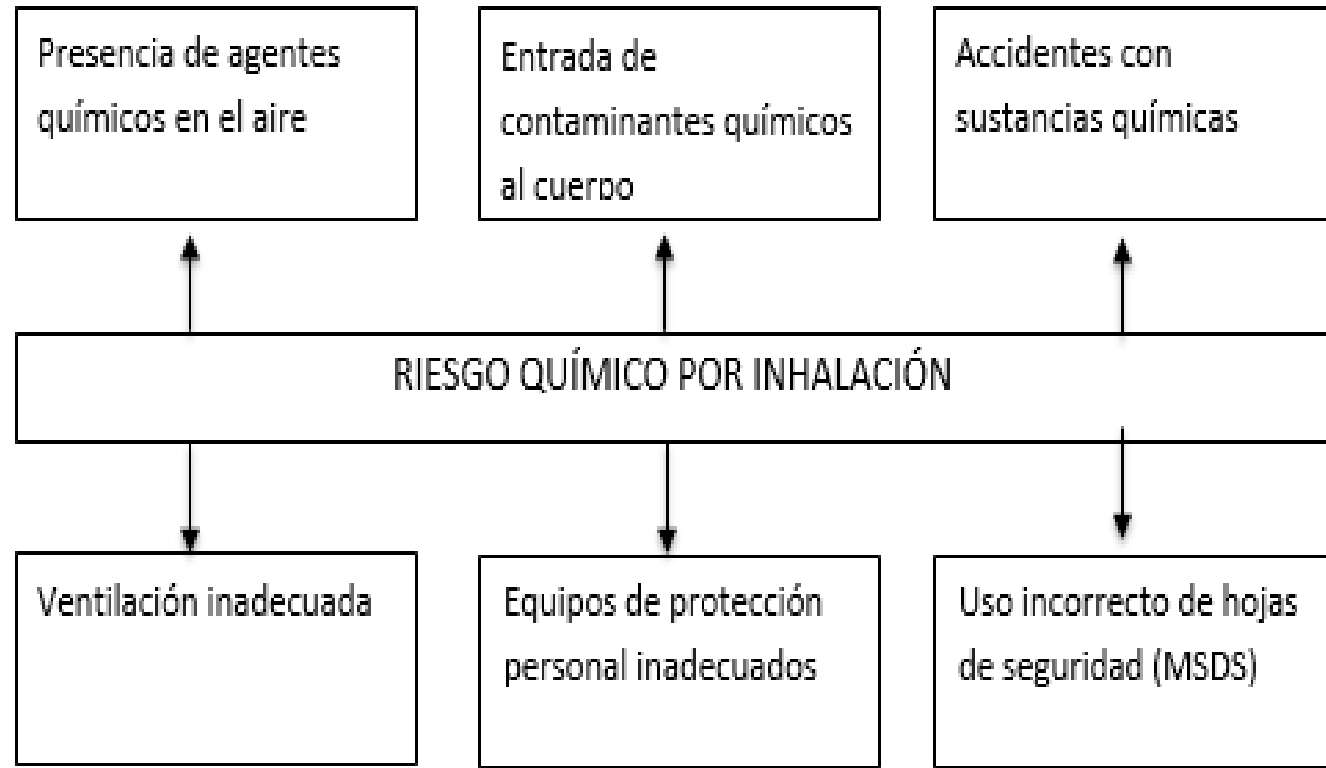 Presencia de agentes
químicos en el aire
Entrada de
contaminantes químicos
al cuerpo
Accidentes con
sustancias químicas
RIESGO QUÍMICO POR INHALACIÓN
Ventilación inadecuada
Equipos de protección
personal inadecuados
Uso incorrecto de hojas
de seguridad (MSDS)